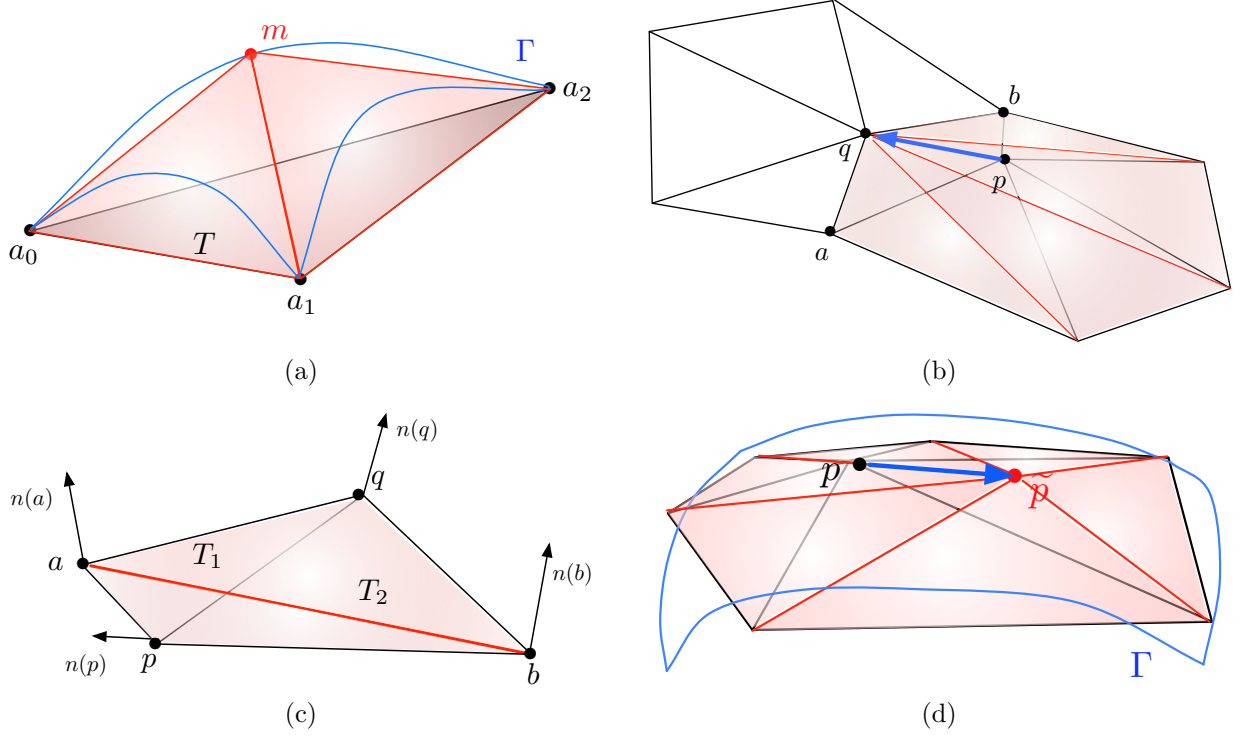 m
Γ
a₂
a₀
T
a₁
(a)
b
q
p
a
(b)
n(q)
q
n(a)
a
T₁
n(b)
T₂
n(p)
p
b
(c)
p
p̃
Γ
(d)